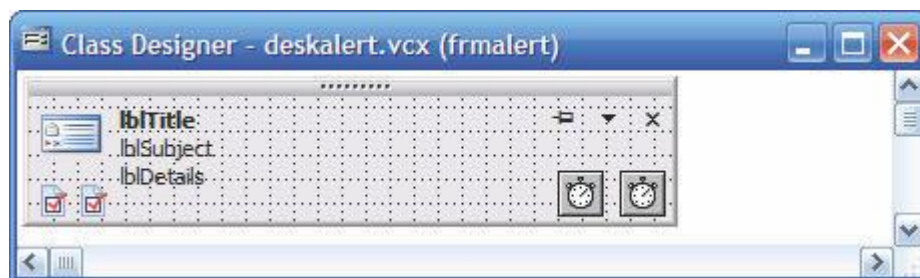 Class Designer - deskalert.vcx (frmalert)
lblTitle
lblSubject
lblDetails